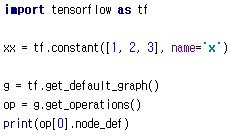 import tensorflow as tf
xx = tf.constant([1, 2, 3], name='x')
g = tf.get_default_graph()
op = g.get_operations()
print(op[0].node_def)